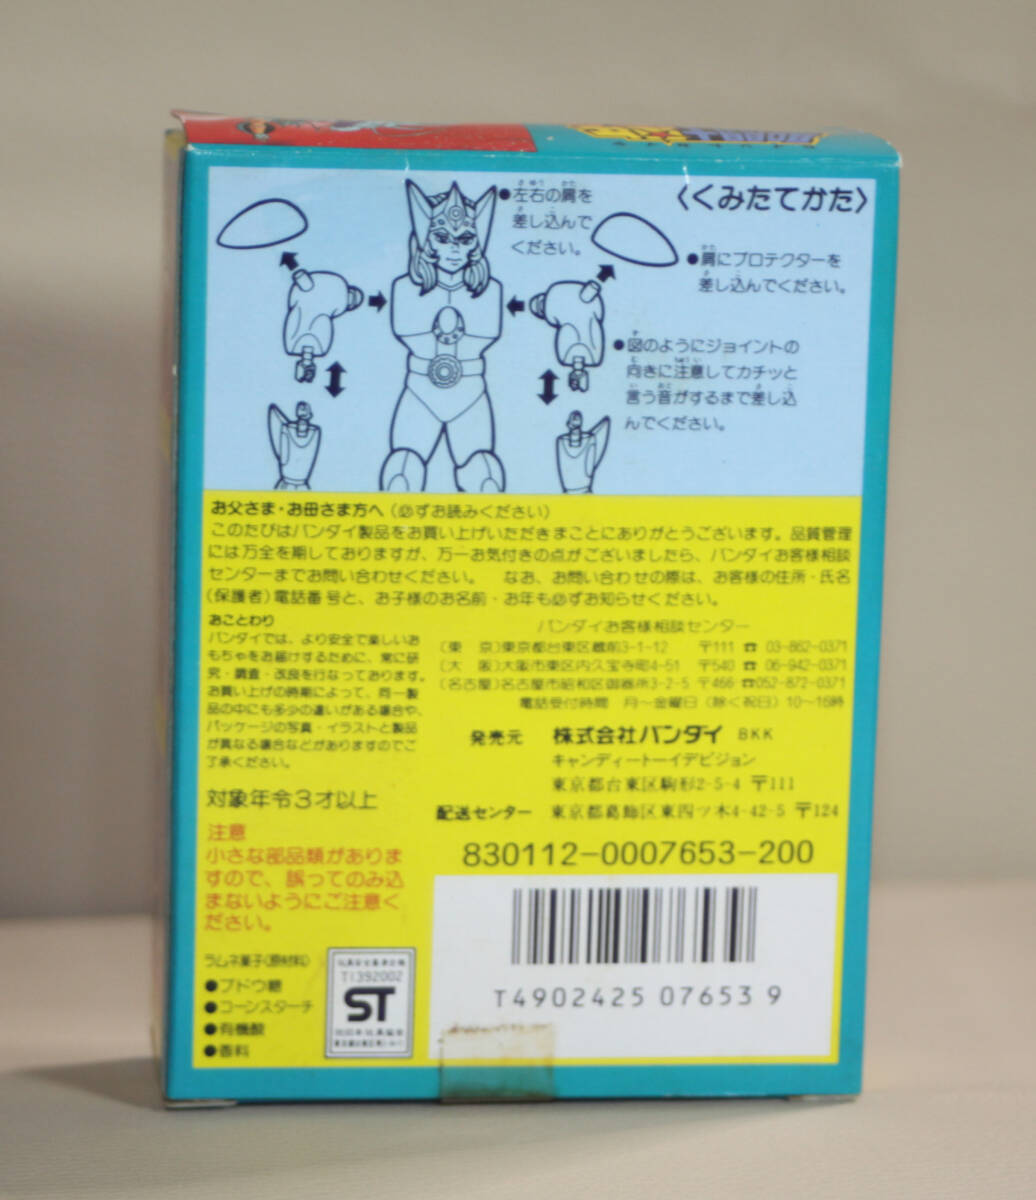 〈くみたてかた〉
●左右の肩を
差し込んで
ください。
●肩にプロテクターを
差し込んでください。
●図のようにジョイントの
向きに注意してカチッと
言う音がするまで差し込
んでください。
お父さま・お母さま方へ(必ずお読みください)
このたびはバンダイ製品をお買い上げいただきまことにありがとうございます。品質管理
には万全を期しておりますが、万一お気付きの点がございましたら、バンダイお客様相談
センターまでお問い合わせください。 なお、お問い合わせの際は、お客様の住所・氏名
(保護者)電話番号と、お子様のお名前・お年も必ずお知らせください。
おことわり
バンダイでは、より安全で楽しいお
もちゃをお届けするために、常に研
究・調査・改良を行なっております。
お買い上げの時期によって、同一製
品の中にも多少の違いがある場合や、
パッケージの写真・イラストと製品
が異なる場合などがありますのでご
了承ください。
対象年令3才以上
注意
小さな部品類がありま
すので、誤ってのみ込
まないようにご注意く
ださい。
ラムネ菓子〈原材料〉
●ブドウ糖
●コーンスターチ
●有機酸
●香料
T1392002
ST
バンダイお客様相談センター
(東 京)東京都台東区蔵前3-1-12 〒111 ☎ 03-862-0371
(大 阪)大阪市東区内久宝寺町4-51 〒540 ☎ 06-942-0371
(名古屋)名古屋市昭和区御器所3-2-5 〒466 ☎052-872-0371
電話受付時間 月〜金曜日(除く祝日)10〜16時
発売元 株式会社バンダイ BKK
キャンディートーイデビジョン
東京都台東区駒形2-5-4 〒111
配送センター 東京都葛飾区東四ツ木4-42-5 〒124
830112-0007653-200
T4902425 07653 9